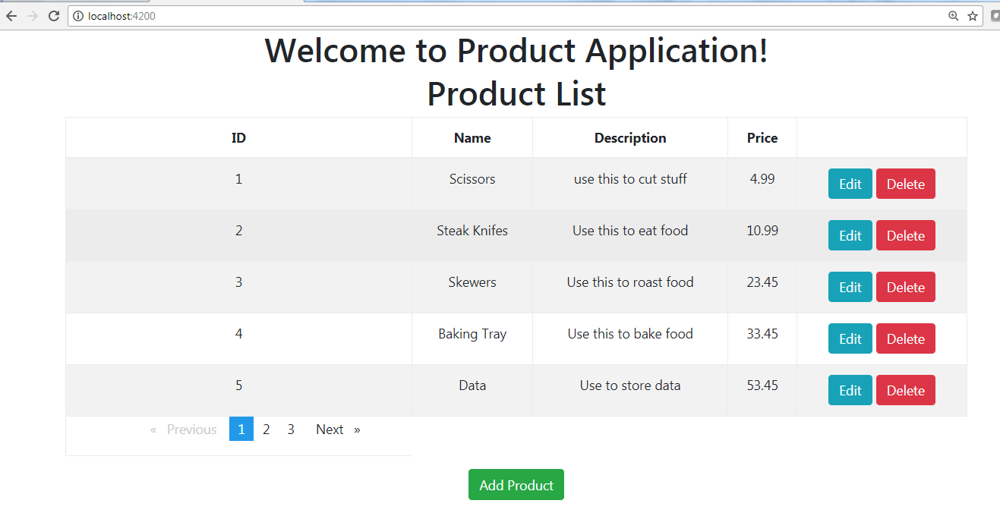 localhost:4200
Welcome to Product Application!
Product List
ID Name Description Price
1 Scissors use this to cut stuff 4.99 Edit Delete
2 Steak Knifes Use this to eat food 10.99 Edit Delete
3 Skewers Use this to roast food 23.45 Edit Delete
4 Baking Tray Use this to bake food 33.45 Edit Delete
5 Data Use to store data 53.45 Edit Delete
« Previous 1 2 3 Next »
Add Product